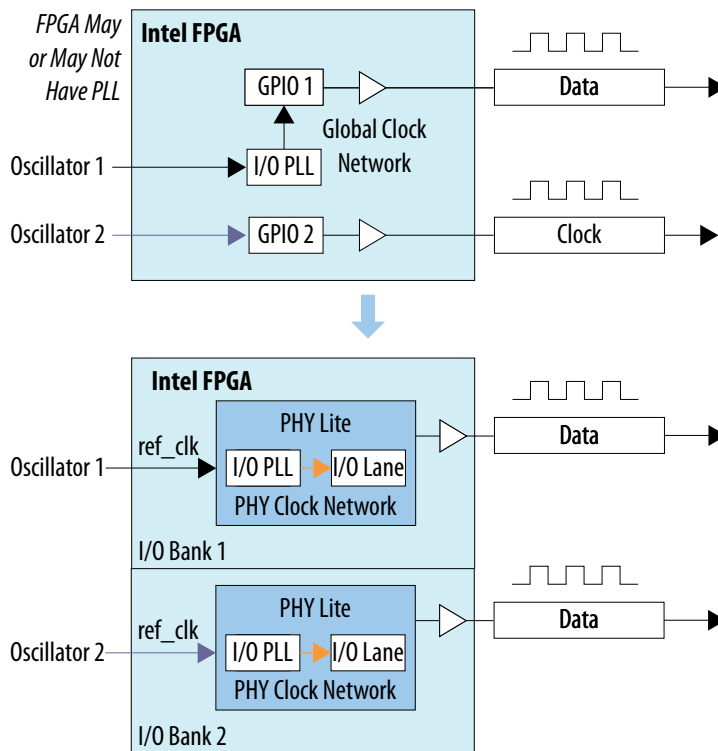 FPGA May
or May Not
Have PLL
Intel FPGA
GPIO 1
Data
Global Clock
Network
Oscillator 1
I/O PLL
Oscillator 2
GPIO 2
Clock
Intel FPGA
PHY Lite
Data
ref_clk
Oscillator 1
I/O PLL
I/O Lane
PHY Clock Network
I/O Bank 1
PHY Lite
Data
ref_clk
Oscillator 2
I/O PLL
I/O Lane
PHY Clock Network
I/O Bank 2